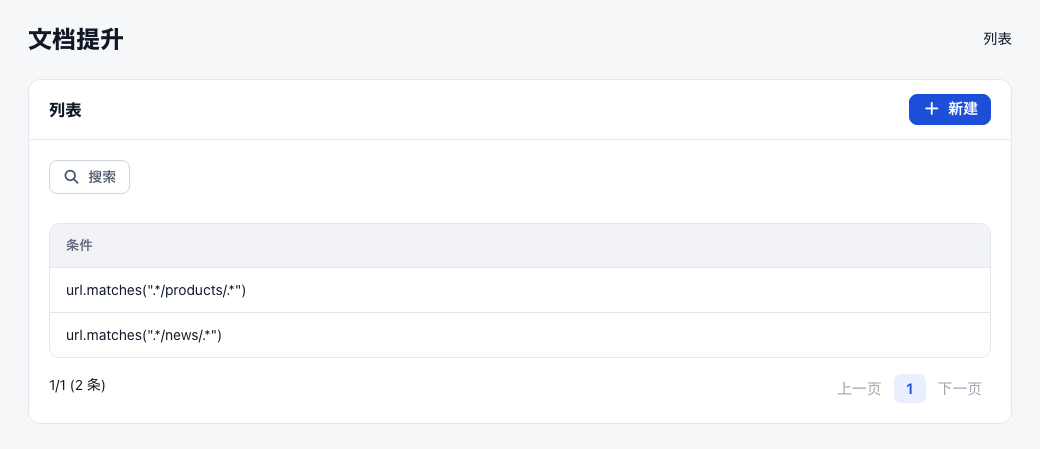 文档提升
列表
列表
新建
搜索
条件
url.matches(".*/products/.*")
url.matches(".*/news/.*")
1/1 (2 条)
上一页 1 下一页